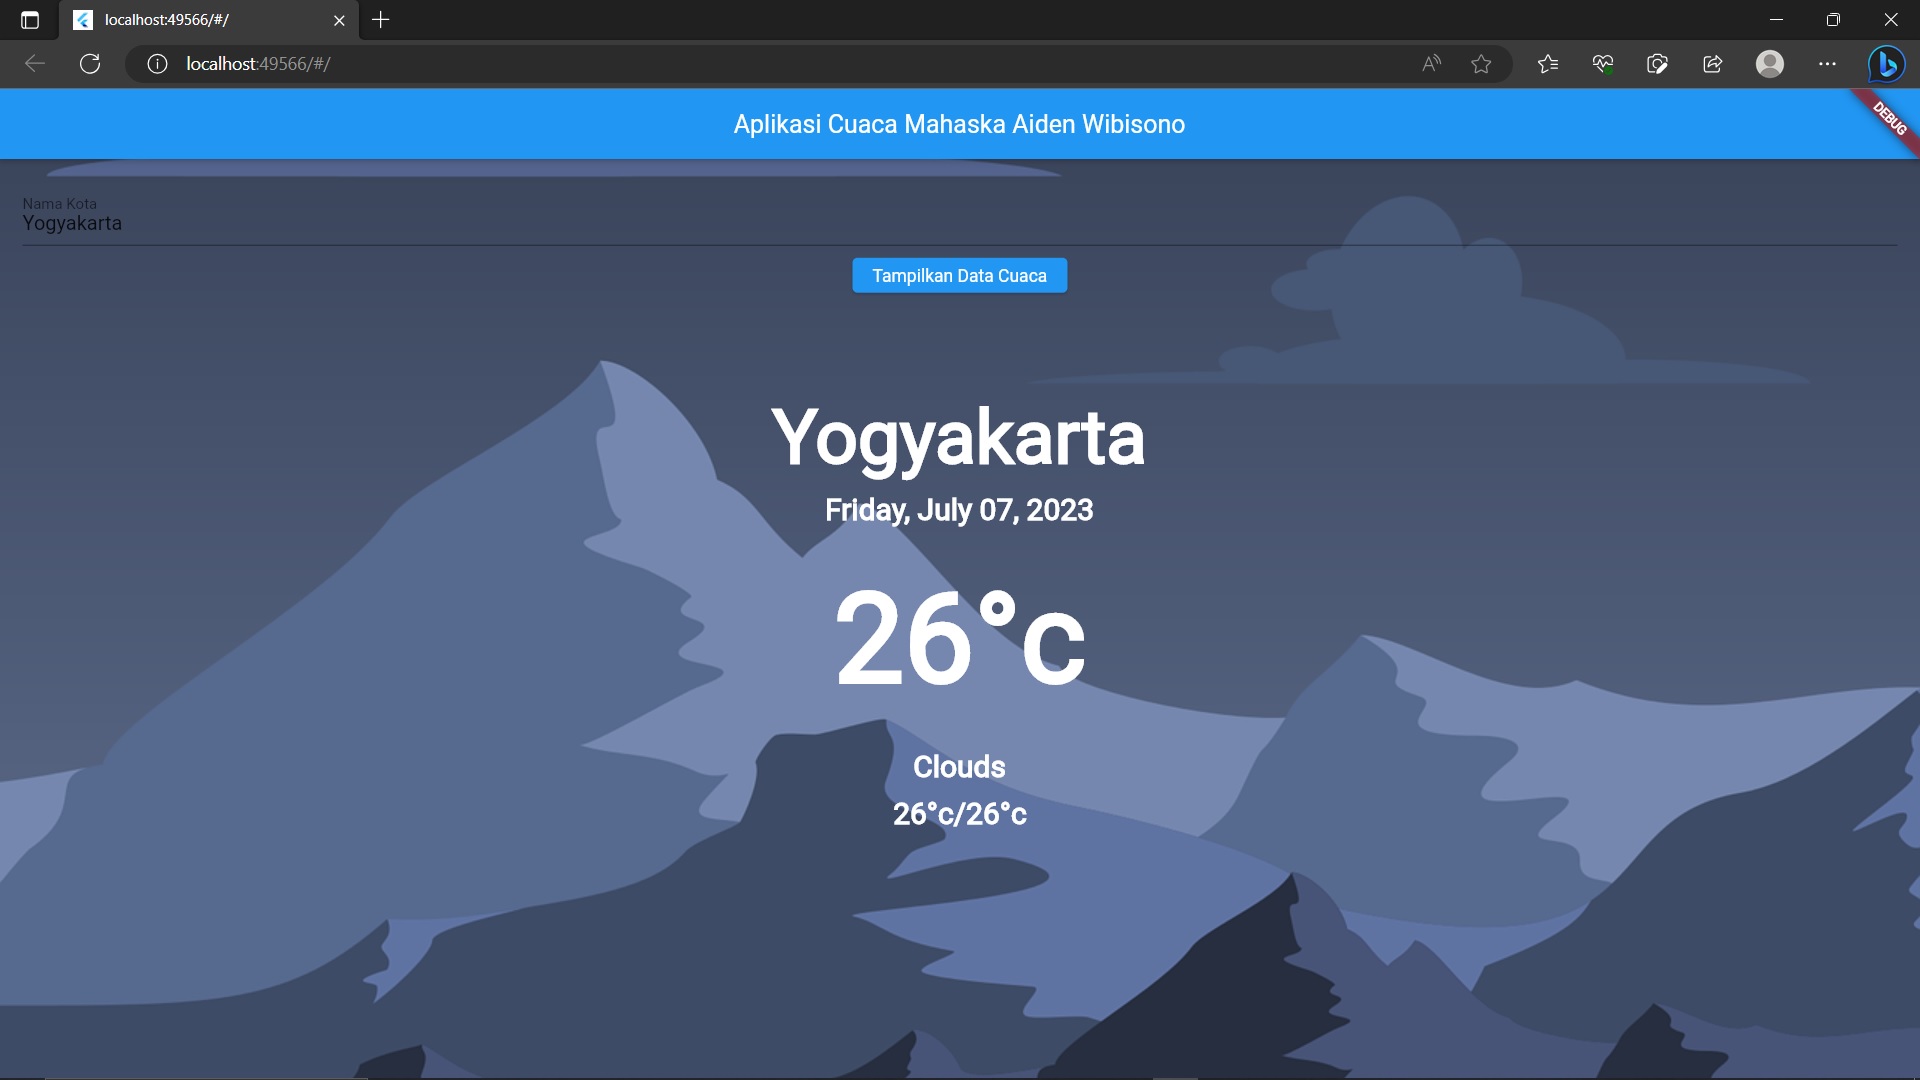 localhost:49566/#/
localhost:49566/#/
Aplikasi Cuaca Mahaska Aiden Wibisono
DEBUG
Nama Kota
Yogyakarta
Tampilkan Data Cuaca
Yogyakarta
Friday, July 07, 2023
26°c
Clouds
26°c/26°c